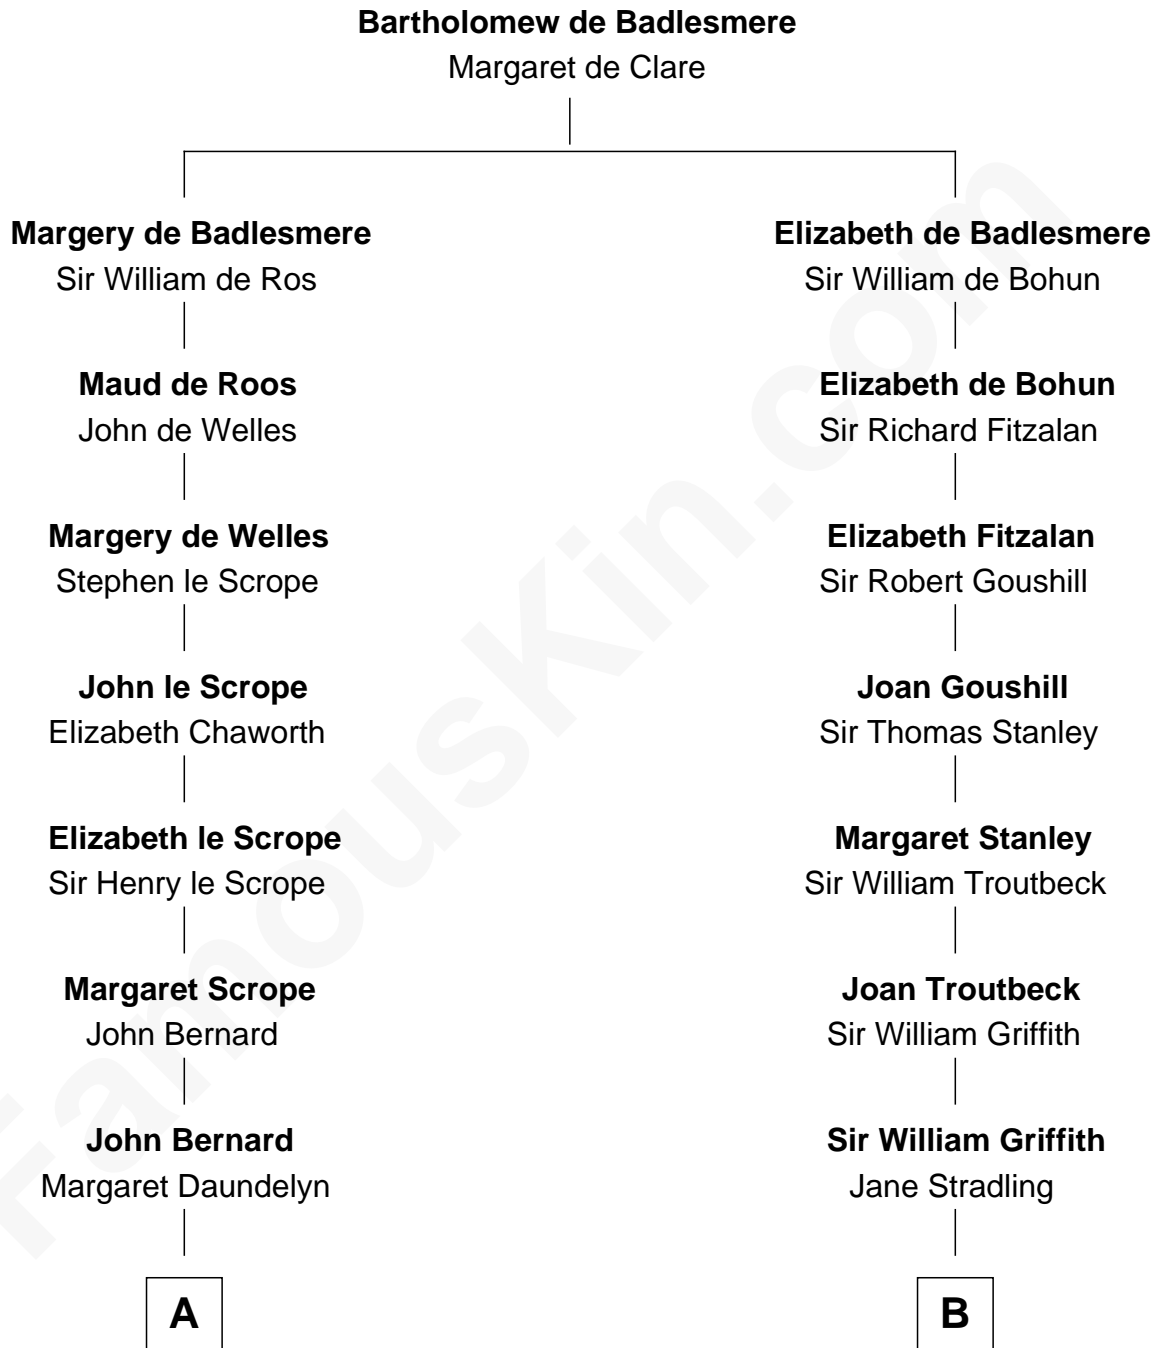 Bartholomew de Badlesmere
Margaret de Clare
Margery de Badlesmere
Sir William de Ros
Elizabeth de Badlesmere
Sir William de Bohun
Maud de Roos
John de Welles
Elizabeth de Bohun
Sir Richard Fitzalan
Margery de Welles
Stephen le Scrope
Elizabeth Fitzalan
Sir Robert Goushill
John le Scrope
Elizabeth Chaworth
Joan Goushill
Sir Thomas Stanley
Elizabeth le Scrope
Sir Henry le Scrope
Margaret Stanley
Sir William Troutbeck
Margaret Scrope
John Bernard
Joan Troutbeck
Sir William Griffith
John Bernard
Margaret Daundelyn
Sir William Griffith
Jane Stradling
A
B
FamousKin.com